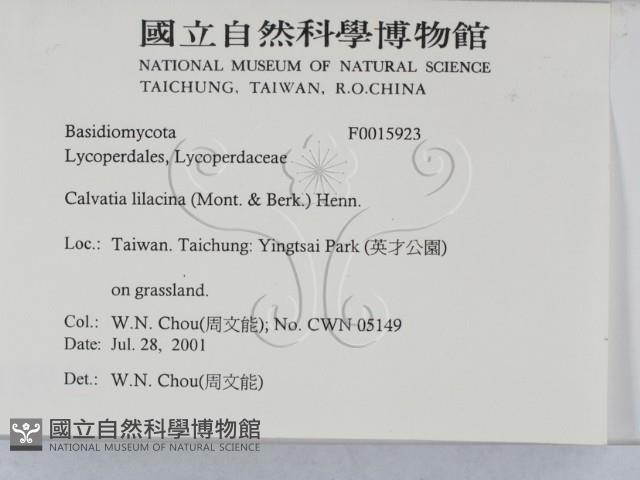 國立自然科學博物館
NATIONAL MUSEUM OF NATURAL SCIENCE
TAICHUNG, TAIWAN, R.O.CHINA
Basidiomycota F0015923
Lycoperdales, Lycoperdaceae
Calvatia lilacina (Mont. & Berk.) Henn.
Loc.: Taiwan. Taichung: Yingtsai Park (英才公園)
on grassland.
Col.: W.N. Chou(周文能); No. CWN 05149
Date: Jul. 28, 2001
Det.: W.N. Chou(周文能)
國立自然科學博物館
NATIONAL MUSEUM OF NATURAL SCIENCE